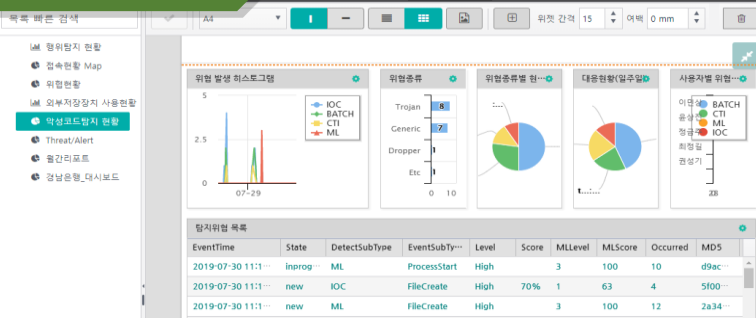 목록 빠른 검색
A4
위젯 간격 15
여백 0 mm
행위탐지 현황
접속현황 Map
위험현황
외부저장장치 사용현황
악성코드탐지 현황
Threat/Alert
월간리포트
경남은행_대시보드
위험 발생 히스토그램
5
2.5
0
07-29
IOC
BATCH
CTI
ML
위험종류
Trojan 8
Generic 7
Dropper 1
Etc 1
0 10
위험종류별 현···
대응현황(일주일)
사용자별 위험···
정금
최정길
권성기
BATCH
CTI
ML
IOC
탐지위협 목록
EventTime State DetectSubType EventSubTy··· Level Score MLLevel MLScore Occurred MD5
2019-07-30 11:1··· inprog··· ML ProcessStart High 3 100 10 d9ac···
2019-07-30 11:1··· new IOC FileCreate High 70% 1 63 4 5f00···
2019-07-30 11:1··· new ML FileCreate High 3 100 12 2a34···